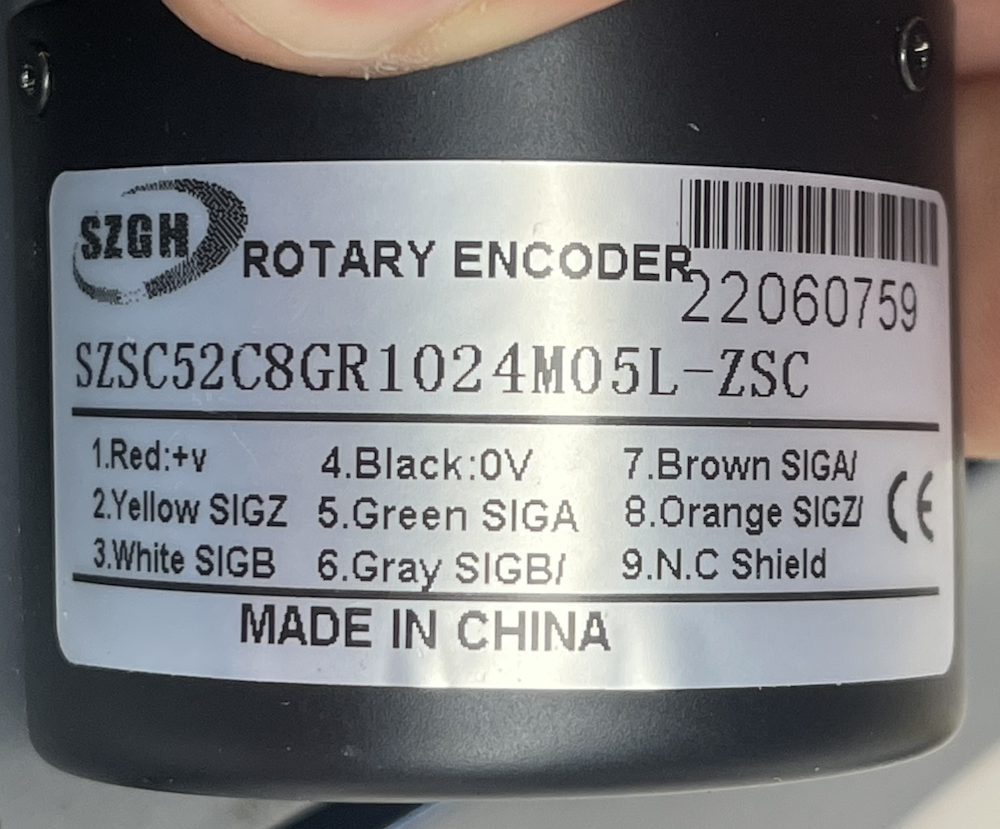 SZGH
ROTARY ENCODER
22060759
SZSC52C8GR1024M05L-ZSC
1.Red:+v 4.Black:0V 7.Brown SIGA/
2.Yellow SIGZ 5.Green SIGA 8.Orange SIGZ/
3.White SIGB 6.Gray SIGB/ 9.N.C Shield
CE
MADE IN CHINA